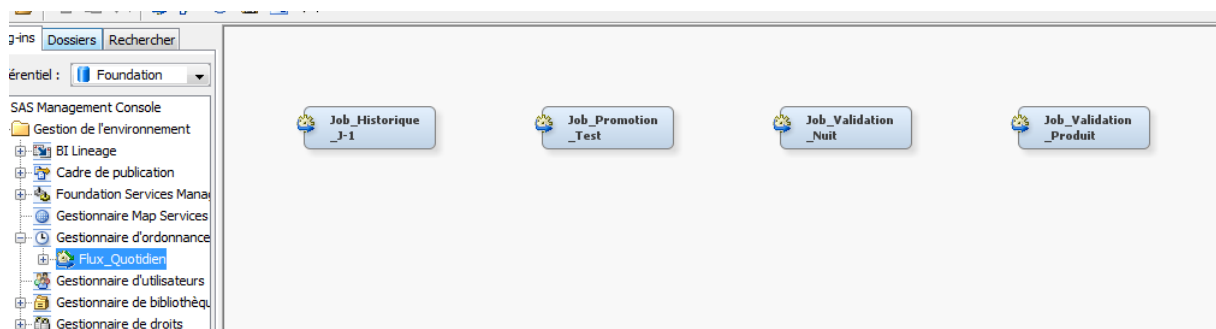 g-ins Dossiers Rechercher
érentiel : Foundation
SAS Management Console
Gestion de l'environnement
BI Lineage
Cadre de publication
Foundation Services Mana
Gestionnaire Map Services
Gestionnaire d'ordonnance
Flux_Quotidien
Gestionnaire d'utilisateurs
Gestionnaire de bibliothèqu
Gestionnaire de droits
Job_Historique
_J-1
Job_Promotion
_Test
Job_Validation
_Nuit
Job_Validation
_Produit